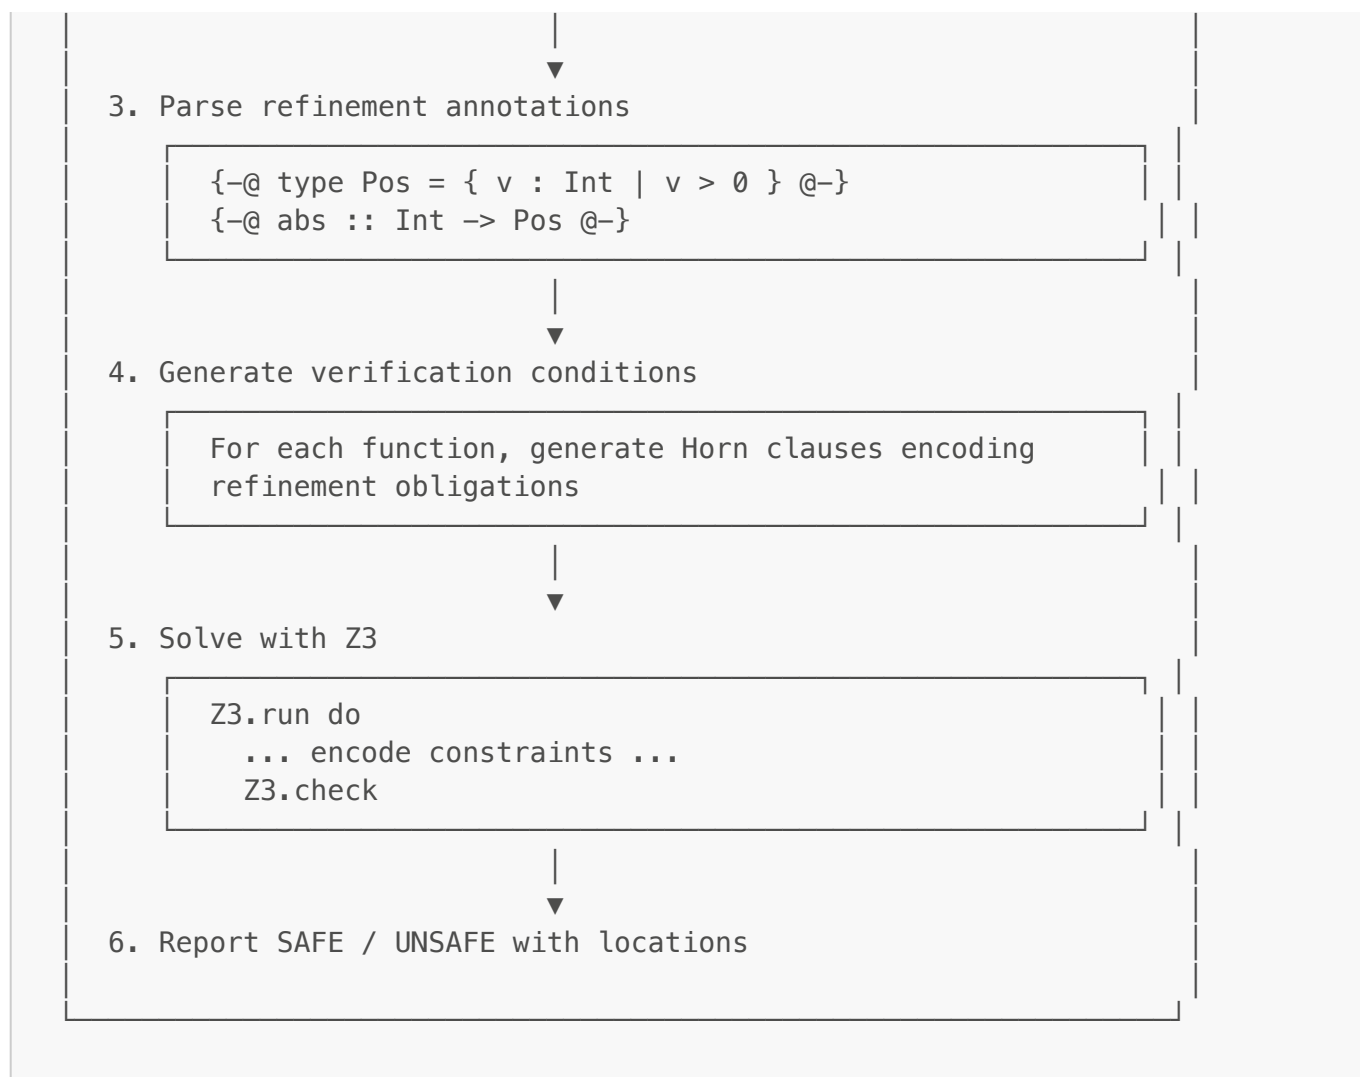 ▼
3. Parse refinement annotations
{-@ type Pos = { v : Int | v > 0 } @-}
{-@ abs :: Int -> Pos @-}
▼
4. Generate verification conditions
For each function, generate Horn clauses encoding
refinement obligations
▼
5. Solve with Z3
Z3.run do
... encode constraints ...
Z3.check
▼
6. Report SAFE / UNSAFE with locations